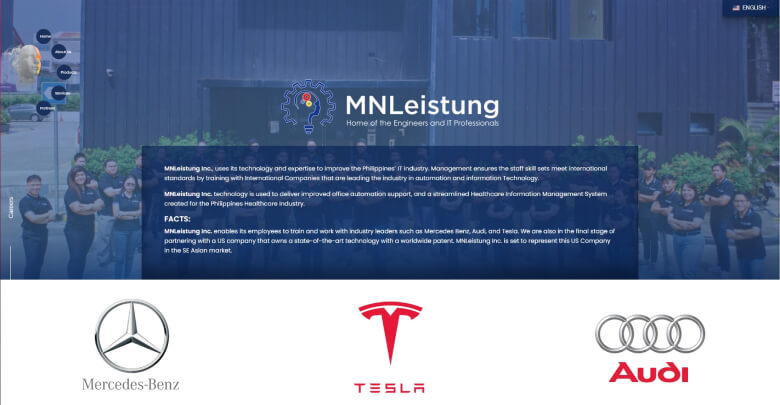 ENGLISH
Home
About Us
Products
Services
Partners
MNLeistung
Home of the Engineers and IT Professionals
MNLeistung Inc., uses its technology and expertise to improve the Philippines' IT industry. Management ensures the staff skill sets meet international
standards by training with International Companies that are leading the industry in automation and information Technology.
MNLeistung Inc. technology is used to deliver improved office automation support, and a streamlined Healthcare Information Management System
created for the Philippines Healthcare Industry.
FACTS:
MNLeistung Inc. enables its employees to train and work with industry leaders such as Mercedes Benz, Audi, and Tesla. We are also in the final stage of
partnering with a US company that owns a state-of-the-art technology with a worldwide patent. MNLeistung Inc. is set to represent this US Company
in the SE Asian market.
Careers
Mercedes-Benz
TESLA
Audi